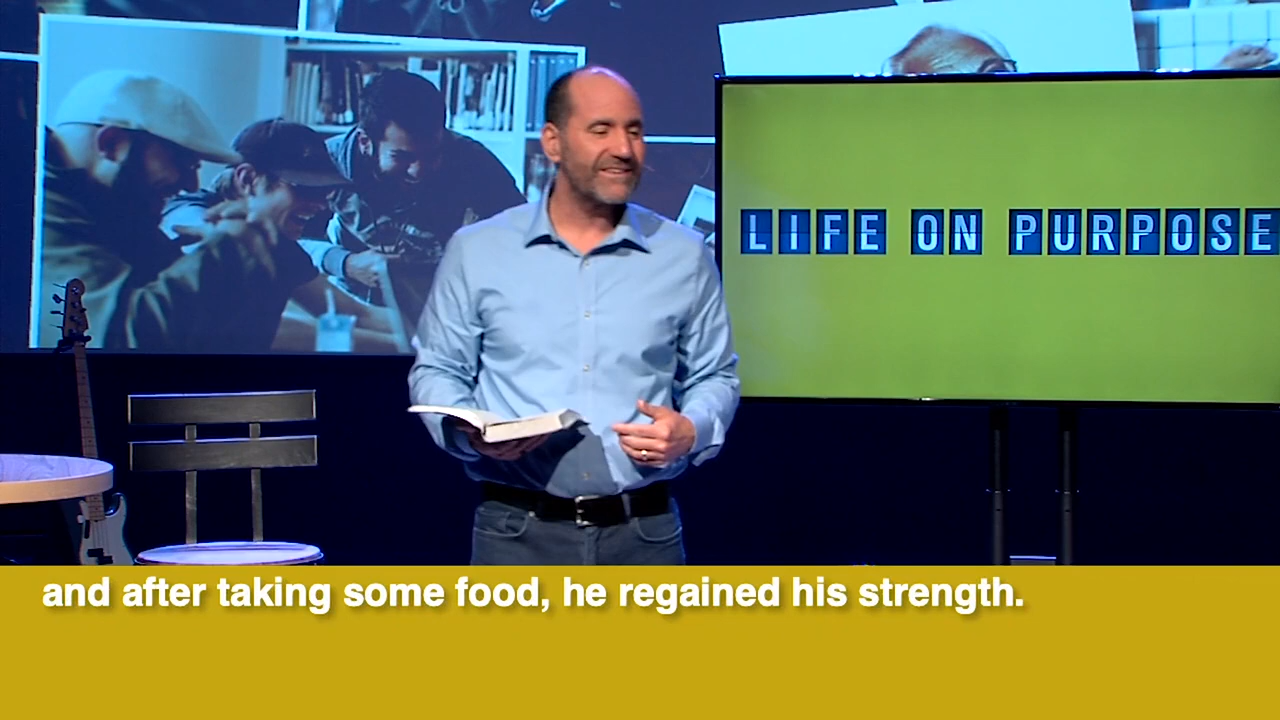 LIFE ON PURPOSE
and after taking some food, he regained his strength.